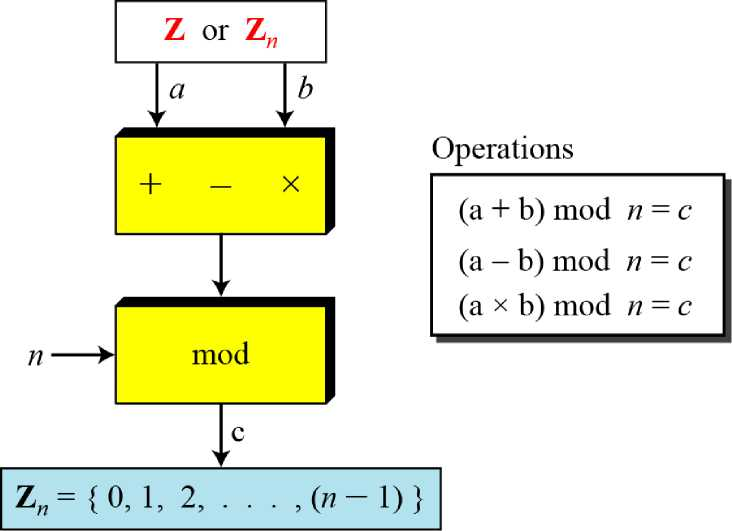 Z or Zn
a b
+ – ×
n mod
c
Zn = { 0, 1, 2, . . . , (n − 1) }
Operations
(a + b) mod n = c
(a – b) mod n = c
(a × b) mod n = c